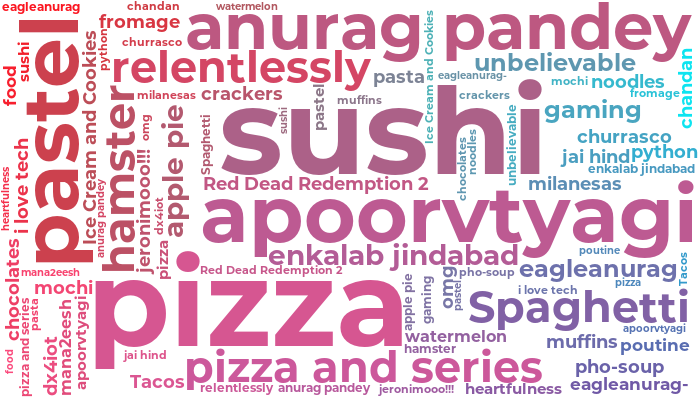 eagleanurag
chandan
watermelon
fromage
anurag pandey
churrasco
python
Ice Cream and Cookies
relentlessly
unbelievable
food
sushi
pastel
pasta
eagleanurag-
mochi
noodles
chandan
milanesas
crackers
muffins
pastel
crackers
fromage
Ice Cream and Cookies
hamster
omg
apple pie
Spaghetti
sushi
sushi
unbelievable
gaming
churrasco
jai hind
python
heartfulness
i love tech
anurag pandey
jeronimooo!!!
dx4iot
pizza
chocolates
nooodles
enkalab jindabad
Red Dead Redemption 2
milanesas
apoorvtyagi
enkalab jindabad
poutine
Tacos
chocolates
mana2eesh
mochi
Red Dead Redemption 2
pho-soup
eagleanurag
omg
pastel
i love tech
pizza
pizza
apple pie
gaming
Spaghetti
pizza and series
pasta
dx4iot
mana2eesh
apoorvtyagi
apoorvtyagi
watermelon
muffins
poutine
food
jai hind
hamster
pizza and series
pho-soup
Tacos
relentlessly
anurag pandey
jeronimooo!!!
heartfulness
eagleanurag-